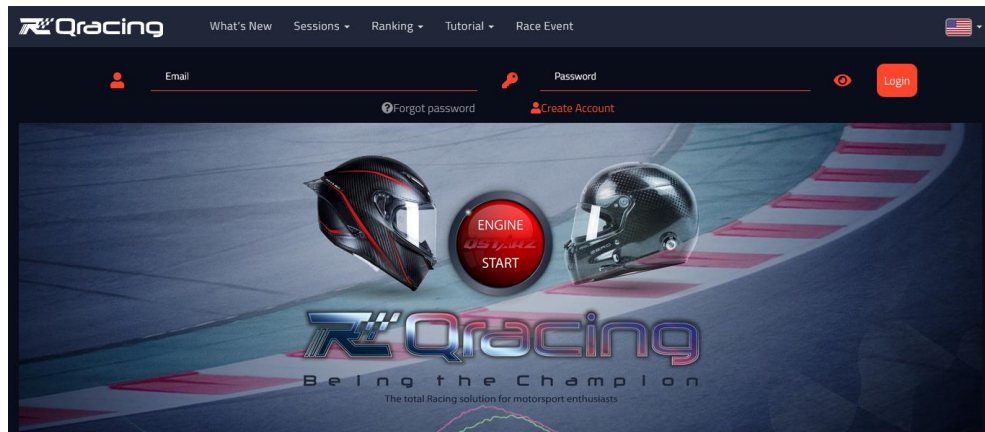 Qracing What's New Sessions Ranking Tutorial Race Event
Email Password Login
Forgot password Create Account
ENGINE
QSTARZ
START
Qracing
Being the Champion
The total Racing solution for motorsport enthusiasts